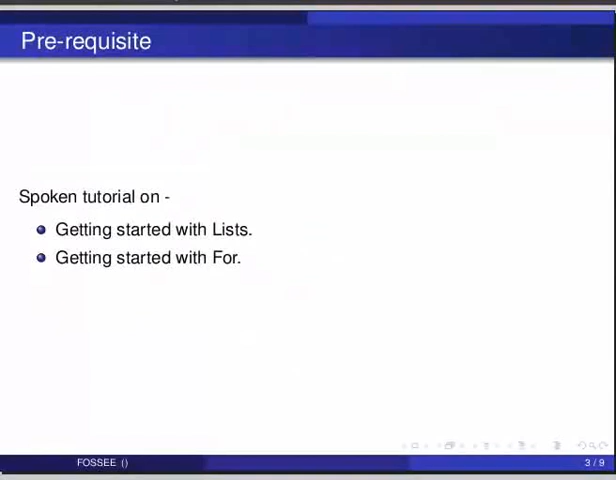 Pre-requisite
Spoken tutorial on -
Getting started with Lists.
Getting started with For.
FOSSEE ()
3 / 9